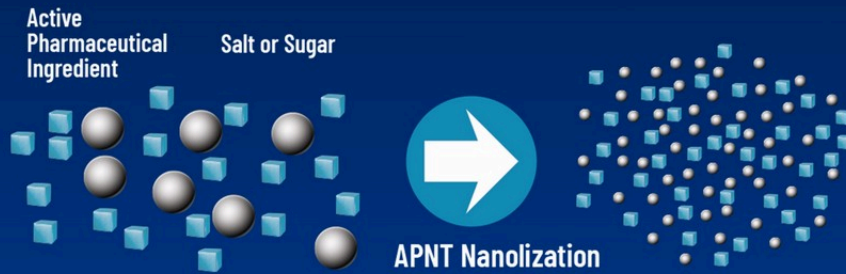 Active
Pharmaceutical
Ingredient
Salt or Sugar
APNT Nanolization